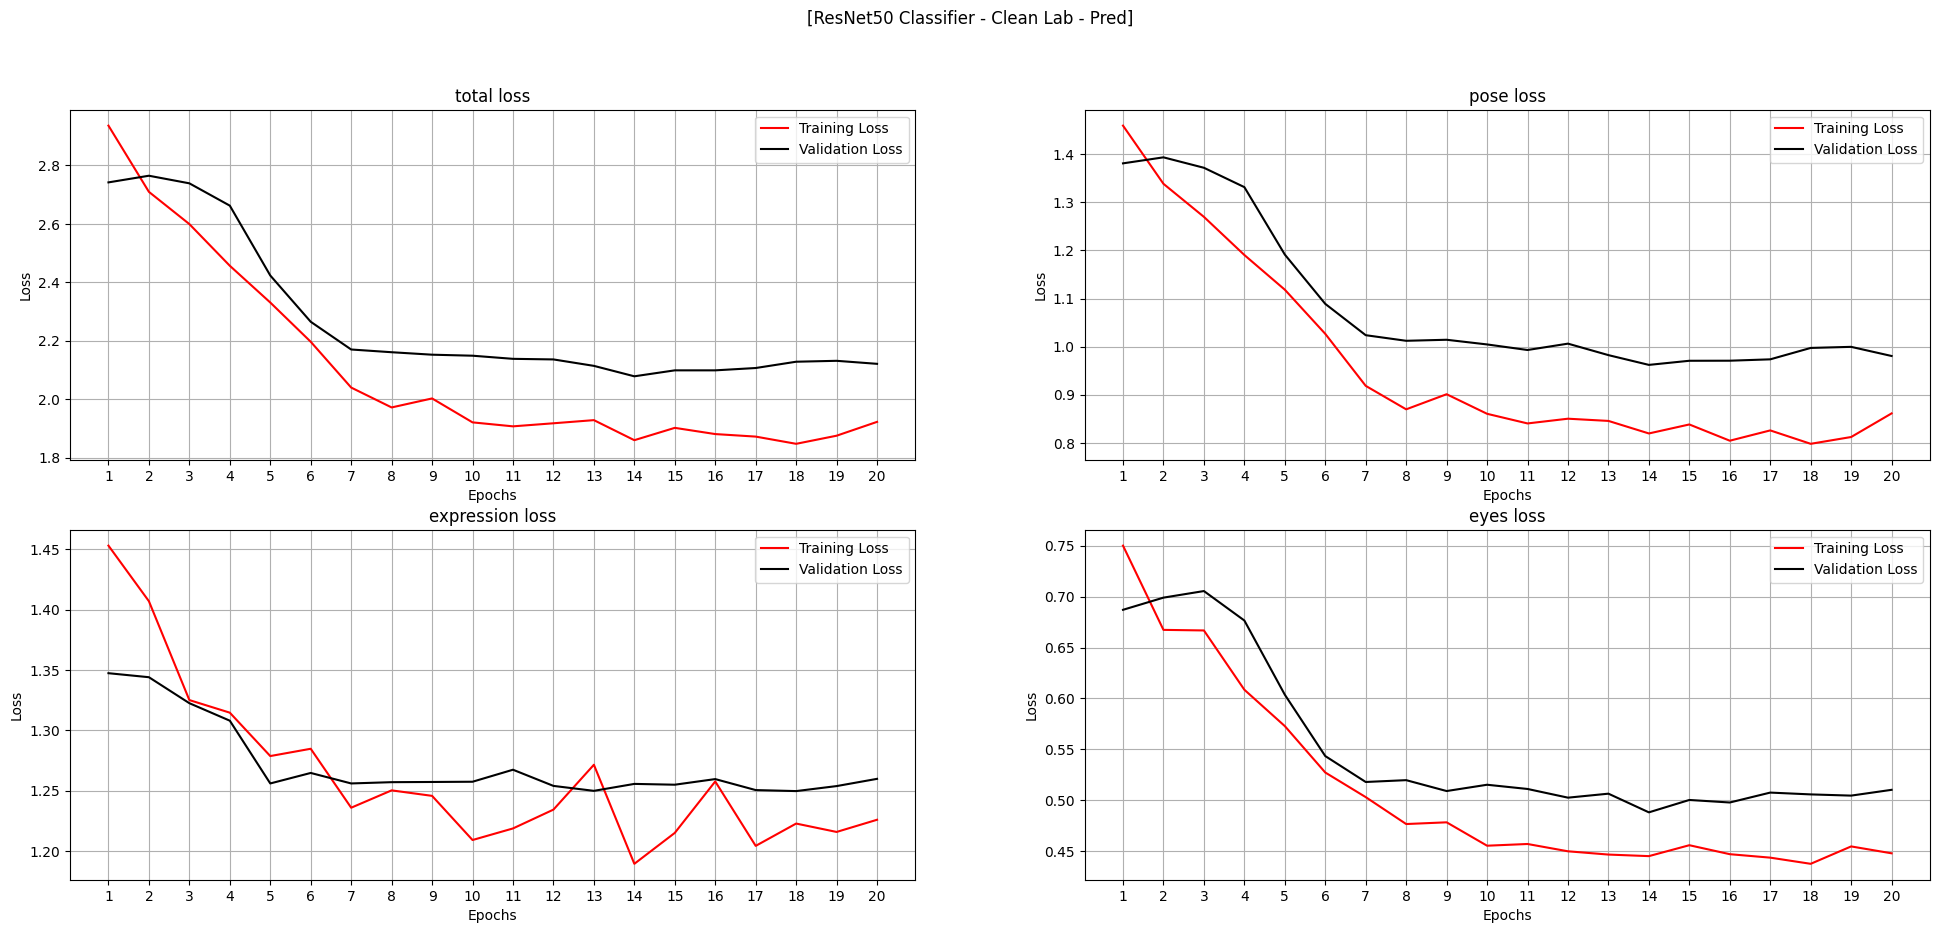 [ResNet50 Classifier - Clean Lab - Pred]
total loss
Training Loss
Validation Loss
Loss
2.8
2.6
2.4
2.2
2.0
1.8
1 2 3 4 5 6 7 8 9 10 11 12 13 14 15 16 17 18 19 20
Epochs
pose loss
Training Loss
Validation Loss
Loss
1.4
1.3
1.2
1.1
1.0
0.9
0.8
1 2 3 4 5 6 7 8 9 10 11 12 13 14 15 16 17 18 19 20
Epochs
expression loss
Training Loss
Validation Loss
Loss
1.45
1.40
1.35
1.30
1.25
1.20
1 2 3 4 5 6 7 8 9 10 11 12 13 14 15 16 17 18 19 20
Epochs
eyes loss
Training Loss
Validation Loss
Loss
0.75
0.70
0.65
0.60
0.55
0.50
0.45
1 2 3 4 5 6 7 8 9 10 11 12 13 14 15 16 17 18 19 20
Epochs